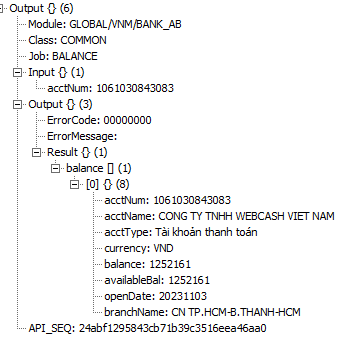 Output {} (6)
Module: GLOBAL/VNM/BANK_AB
Class: COMMON
Job: BALANCE
Input {} (1)
acctNum: 1061030843083
Output {} (3)
ErrorCode: 00000000
ErrorMessage:
Result {} (1)
balance [] (1)
[0] {} (8)
acctNum: 1061030843083
acctName: CONG TY TNHH WEBCASH VIET NAM
acctType: Tài khoản thanh toán
currency: VND
balance: 1252161
availableBal: 1252161
openDate: 20231103
branchName: CN TP.HCM-B.THANH-HCM
API_SEQ: 24abf1295843cb71b39c3516eea46aa0